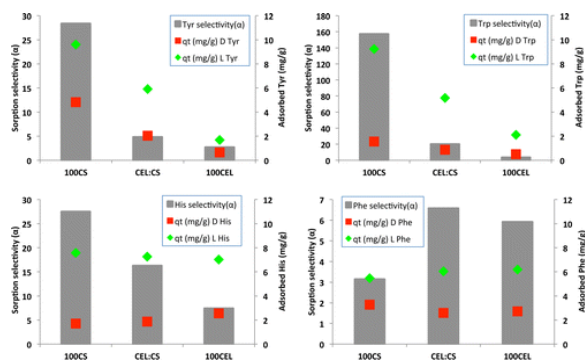 30
25
20
15
10
5
0
Sorption selectivity (α)
Tyr selectivity(α)
qt (mg/g) D Tyr
qt (mg/g) L Tyr
12
10
8
6
4
2
0
Adsorbed Tyr (mg/g)
100CS CEL:CS 100CEL
180
160
140
120
100
80
60
40
20
0
Sorption selectivity (α)
Trp selectivity(α)
qt (mg/g) D Trp
qt (mg/g) L Trp
12
10
8
6
4
2
0
Adsorbed Trp (mg/g)
100CS CEL:CS 100CEL
30
25
20
15
10
5
0
Sorption selectivity (α)
His selectivity(α)
qt (mg/g) D His
qt (mg/g) L His
12
10
8
6
4
2
0
Adsorbed His (mg/g)
100CS CEL:CS 100CEL
7
6
5
4
3
2
1
0
Sorption selectivity (α)
Phe selectivity(α)
qt (mg/g) D Phe
qt (mg/g) L Phe
12
10
8
6
4
2
0
Adsorbed Phe (mg/g)
100CS CEL:CS 100CEL